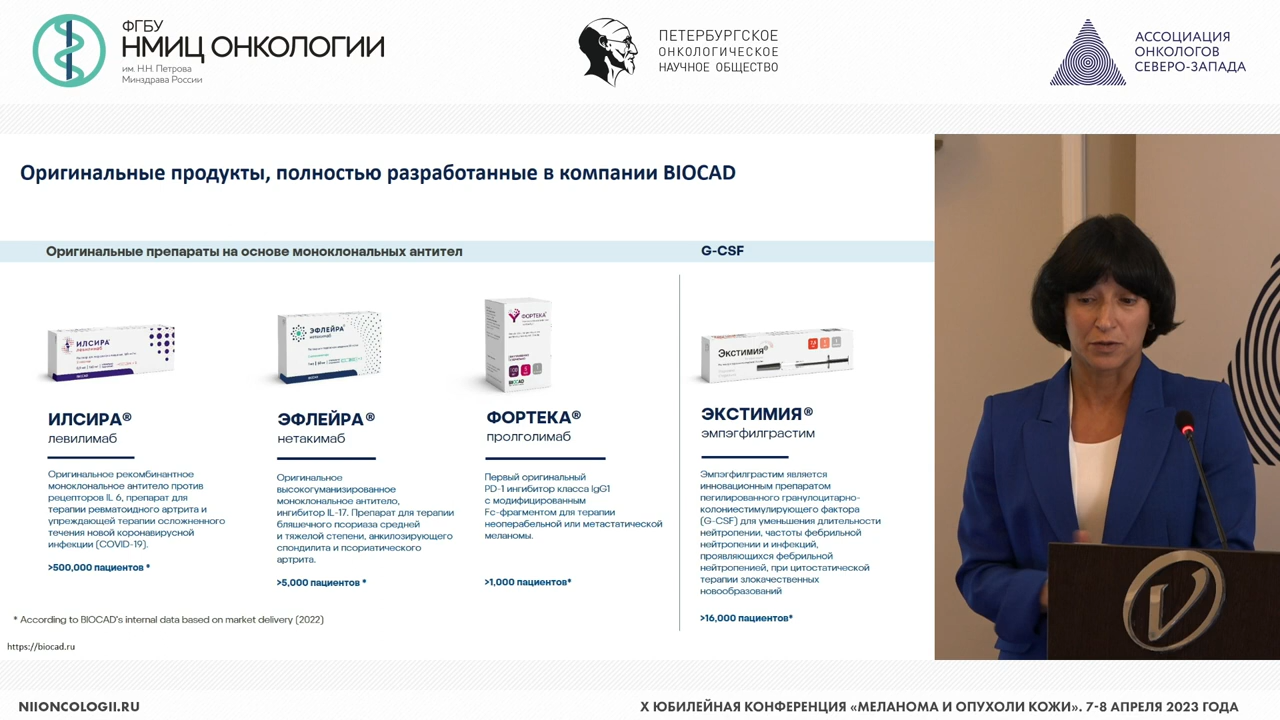 ФГБУ
НМИЦ ОНКОЛОГИИ
им. Н.Н. Петрова
Минздрава России
ПЕТЕРБУРГСКОЕ
ОНКОЛОГИЧЕСКОЕ
НАУЧНОЕ ОБЩЕСТВО
АССОЦИАЦИЯ
ОНКОЛОГОВ
СЕВЕРО-ЗАПАДА
Оригинальные продукты, полностью разработанные в компании BIOCAD
Оригинальные препараты на основе моноклональных антител
G-CSF
ИЛСИРА
ЭФЛЕЙРА
нетакимаб
ФОРТЕКА
BIOCAD
Экстимия
ИЛСИРА®
левилимаб
Оригинальное рекомбинантное
моноклональное антитело против
рецепторов IL 6, препарат для
терапии ревматоидного артрита и
упреждающей терапии осложненного
течения новой коронавирусной
инфекции (COVID-19).
>500,000 пациентов *
ЭФЛЕЙРА®
нетакимаб
Оригинальное
высокогуманизированное
моноклональное антитело,
ингибитор IL-17. Препарат для терапии
бляшечного псориаза средней
и тяжелой степени, анкилозирующего
спондилита и псориатического
артрита.
>5,000 пациентов *
ФОРТЕКА®
пролголимаб
Первый оригинальный
PD-1 ингибитор класса IgG1
с модифицированным
Fc-фрагментом для терапии
неоперабельной или метастатической
меланомы.
>1,000 пациентов*
ЭКСТИМИЯ®
эмпэгфилграстим
Эмпэгфилграстим является
инновационным препаратом
пегилированного гранулоцитарно-
колониестимулирующего фактора
(G-CSF) для уменьшения длительности
нейтропении, частоты фебрильной
нейтропении и инфекций,
проявляющихся фебрильной
нейтропенией, при цитостатической
терапии злокачественных
новообразований
>16,000 пациентов*
* According to BIOCAD's internal data based on market delivery (2022)
https://biocad.ru
NIIONCOLOGII.RU
X ЮБИЛЕЙНАЯ КОНФЕРЕНЦИЯ «МЕЛАНОМА И ОПУХОЛИ КОЖИ». 7-8 АПРЕЛЯ 2023 ГОДА